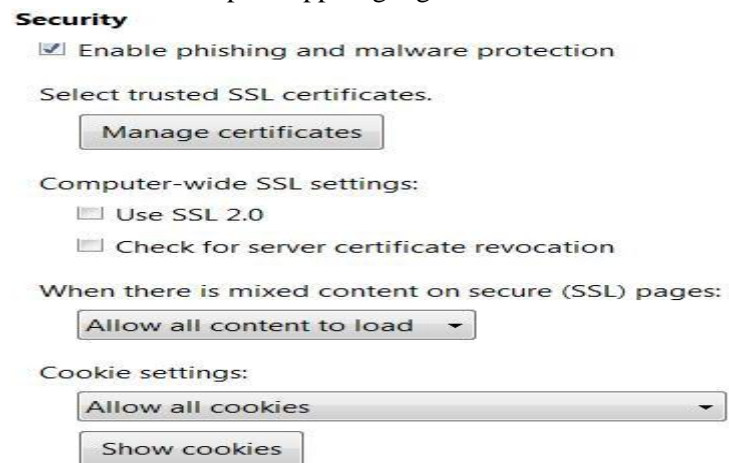 Security
Enable phishing and malware protection
Select trusted SSL certificates.
Manage certificates
Computer-wide SSL settings:
Use SSL 2.0
Check for server certificate revocation
When there is mixed content on secure (SSL) pages:
Allow all content to load
Cookie settings:
Allow all cookies
Show cookies